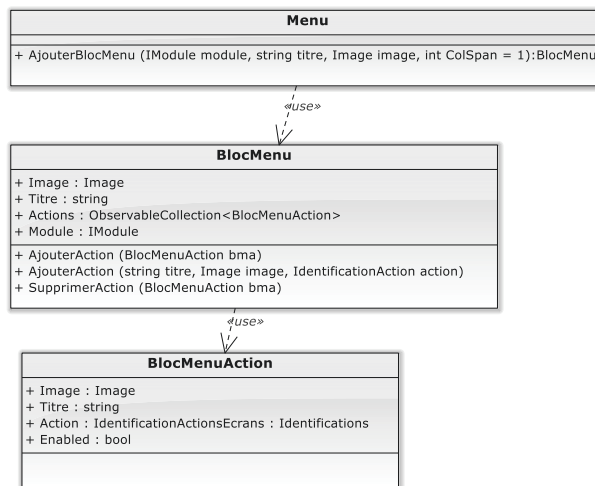 Menu
+ AjouterBlocMenu (IModule module, string titre, Image image, int ColSpan = 1):BlocMenu
«use»
BlocMenu
+ Image : Image
+ Titre : string
+ Actions : ObservableCollection<BlocMenuAction>
+ Module : IModule
+ AjouterAction (BlocMenuAction bma)
+ AjouterAction (string titre, Image image, IdentificationAction action)
+ SupprimerAction (BlocMenuAction bma)
«use»
BlocMenuAction
+ Image : Image
+ Titre : string
+ Action : IdentificationActionsEcrans : Identifications
+ Enabled : bool